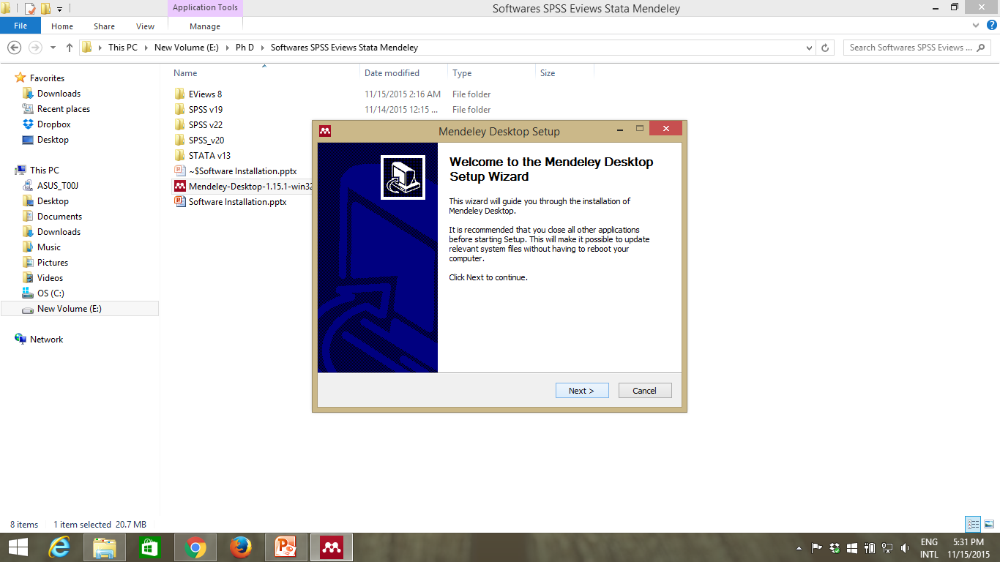 Application Tools
Softwares SPSS Eviews Stata Mendeley
File Home Share View Manage
This PC New Volume (E:) Ph D Softwares SPSS Eviews Stata Mendeley
Search Softwares SPSS Eviews ...
Favorites
Downloads
Recent places
Dropbox
Desktop
This PC
ASUS_T00J
Desktop
Documents
Downloads
Music
Pictures
Videos
OS (C:)
New Volume (E:)
Network
Name Date modified Type Size
EViews 8 11/15/2015 2:16 AM File folder
SPSS v19 11/14/2015 12:15 ... File folder
SPSS v22
SPSS_v20
STATA v13
~$Software Installation.pptx
Mendeley-Desktop-1.15.1-win32
Software Installation.pptx
Mendeley Desktop Setup
Welcome to the Mendeley Desktop
Setup Wizard
This wizard will guide you through the installation of
Mendeley Desktop.
It is recommended that you close all other applications
before starting Setup. This will make it possible to update
relevant system files without having to reboot your
computer.
Click Next to continue.
Next > Cancel
8 items 1 item selected 20.7 MB
ENG 5:31 PM
INTL 11/15/2015